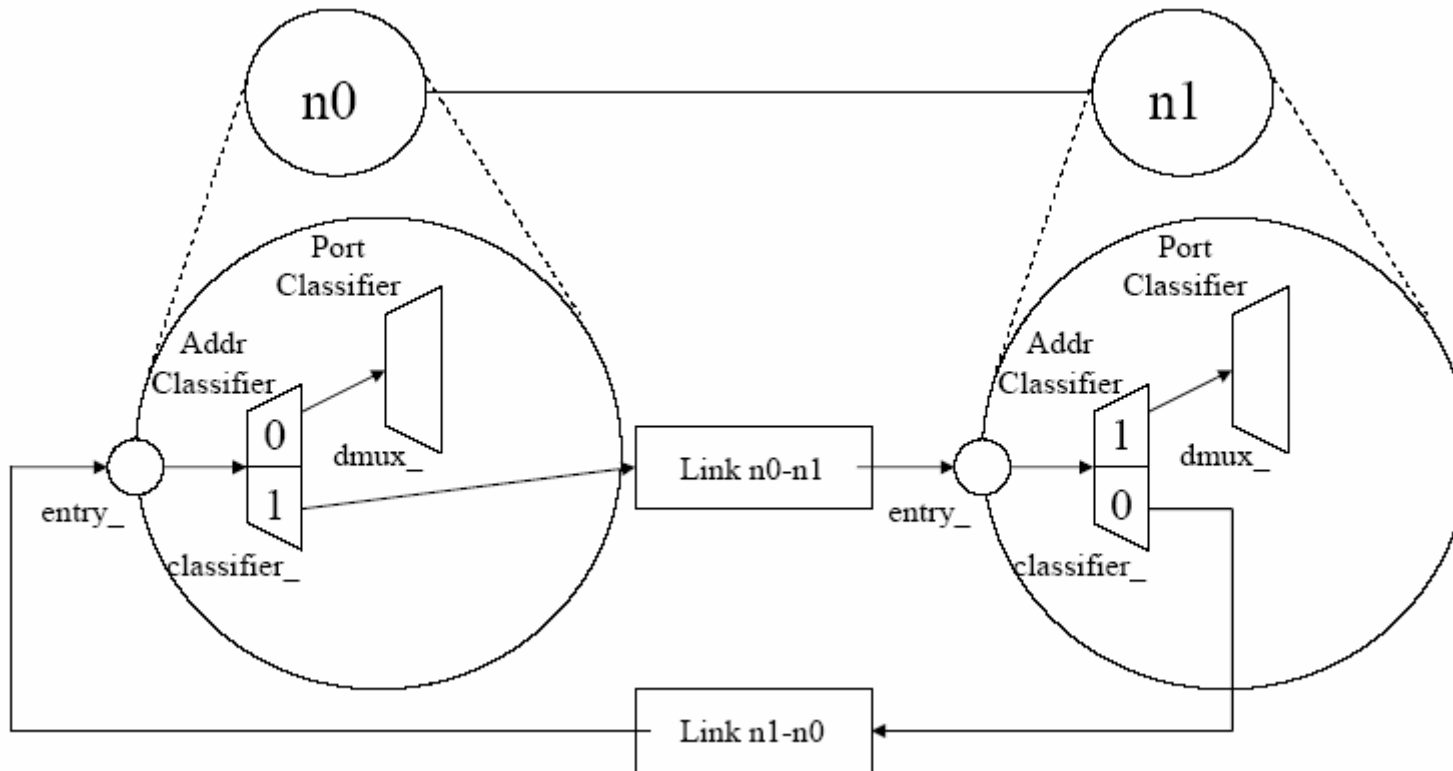 n0
n1
Port
Classifier
Addr
Classifier
0
1
dmux_
entry_
classifier_
Link n0-n1
Port
Classifier
Addr
Classifier
1
0
dmux_
entry_
classifier_
Link n1-n0